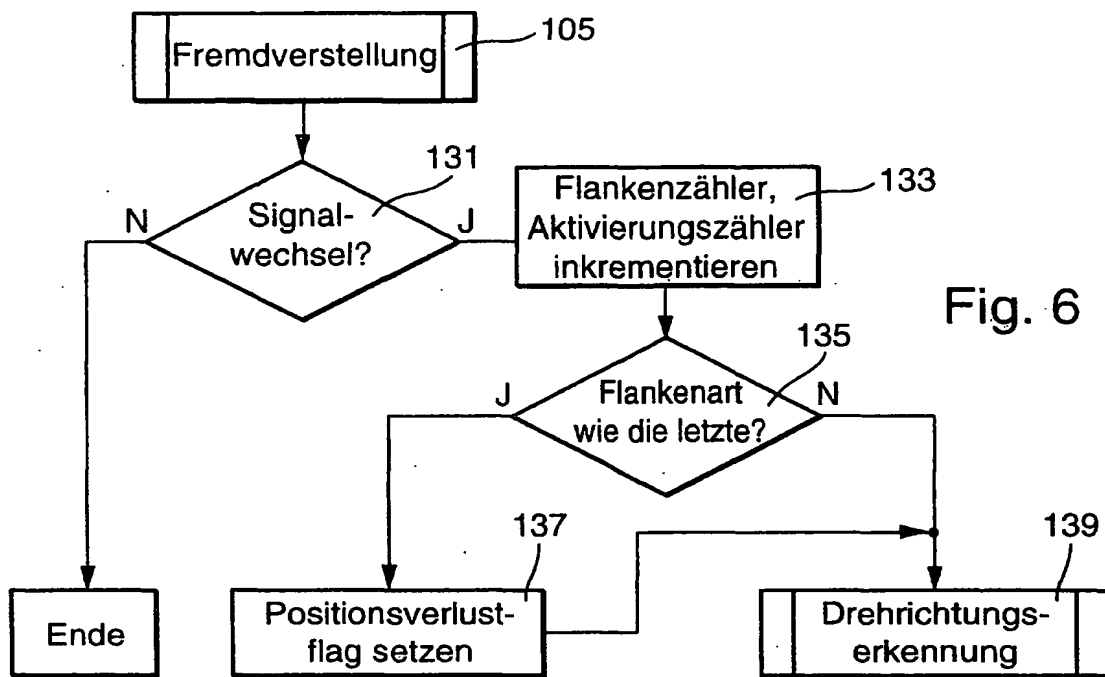 Fremdverstellung
105
Signal-
wechsel?
131
N
J
Flankenzähler,
Aktivierungszähler
inkrementieren
133
Fig. 6
Flankenart
wie die letzte?
135
J
N
Ende
Positionsverlust-
flag setzen
137
Drehrichtungs-
erkennung
139